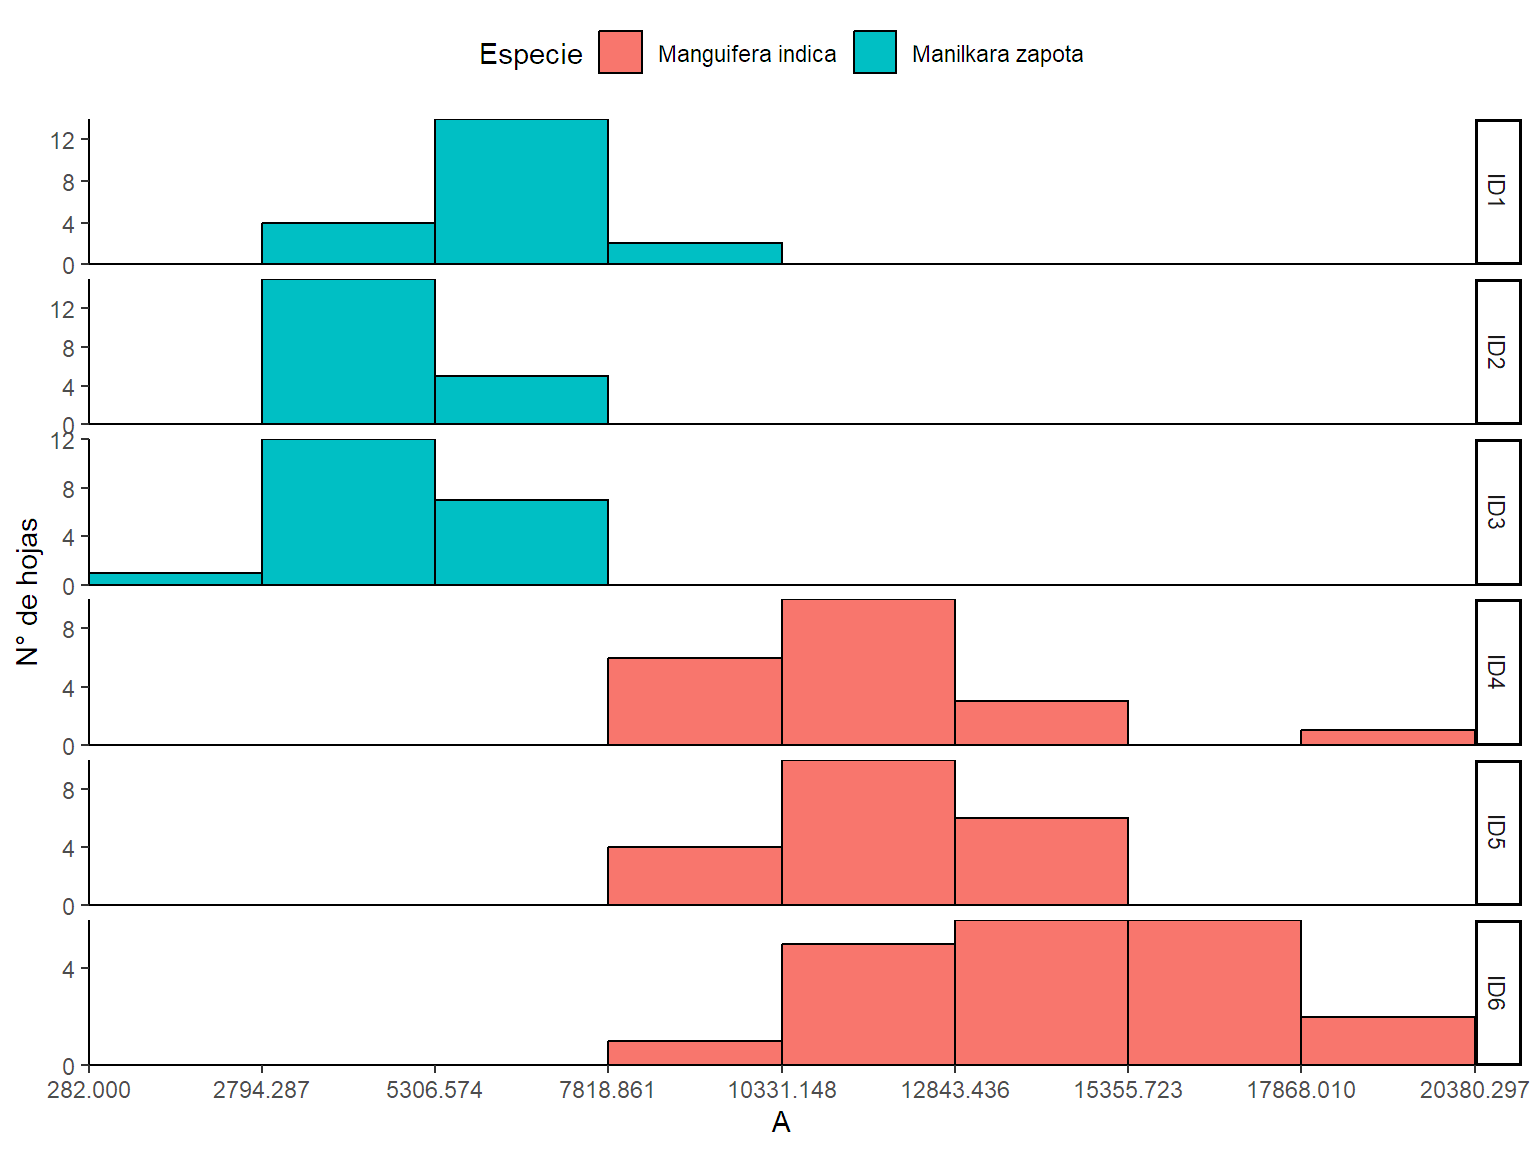 Especie Manguifera indica Manilkara zapota
12
8
4
0
ID1
12
8
4
0
ID2
12
8
4
0
ID3
N° de hojas
8
4
0
ID4
8
4
0
ID5
4
0
ID6
282.000 2794.287 5306.574 7818.861 10331.148 12843.436 15355.723 17868.010 20380.297
A